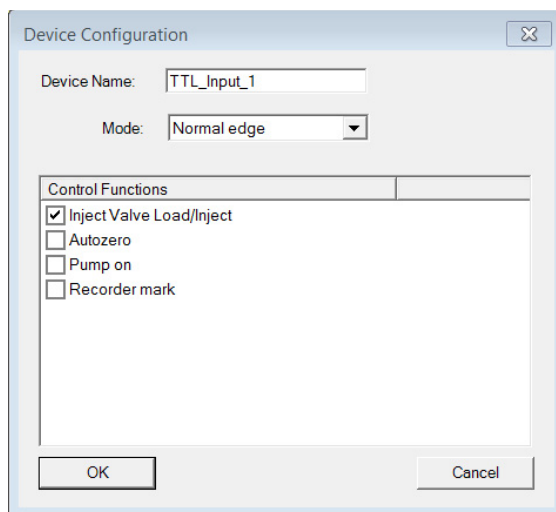 Device Configuration
Device Name: TTL_Input_1
Mode: Normal edge
Control Functions
Inject Valve Load/Inject
Autozero
Pump on
Recorder mark
OK Cancel